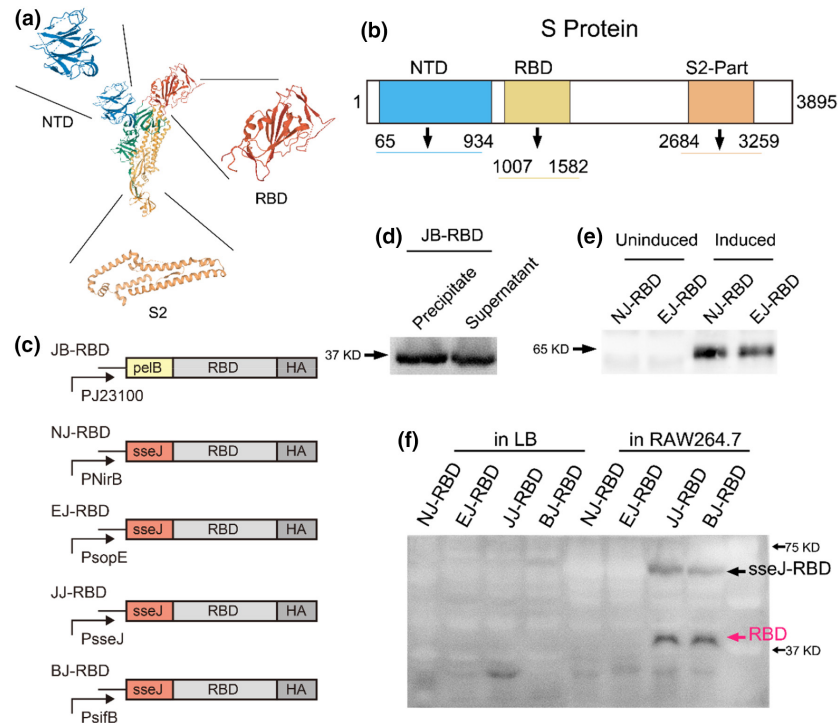 (a)
NTD
RBD
S2
(b)
S Protein
NTD
RBD
S2-Part
1
3895
65
934
1007
1582
2684
3259
(c)
JB-RBD
pelB
RBD
HA
PJ23100
NJ-RBD
sseJ
RBD
HA
PNirB
EJ-RBD
sseJ
RBD
HA
PsopE
JJ-RBD
sseJ
RBD
HA
PsseJ
BJ-RBD
sseJ
RBD
HA
PsifB
(d)
JB-RBD
Precipitate
Supernatant
37 KD
(e)
Uninduced
Induced
NJ-RBD
EJ-RBD
NJ-RBD
EJ-RBD
65 KD
(f)
in LB
in RAW264.7
NJ-RBD
EJ-RBD
JJ-RBD
BJ-RBD
NJ-RBD
EJ-RBD
JJ-RBD
BJ-RBD
75 KD
sseJ-RBD
RBD
37 KD